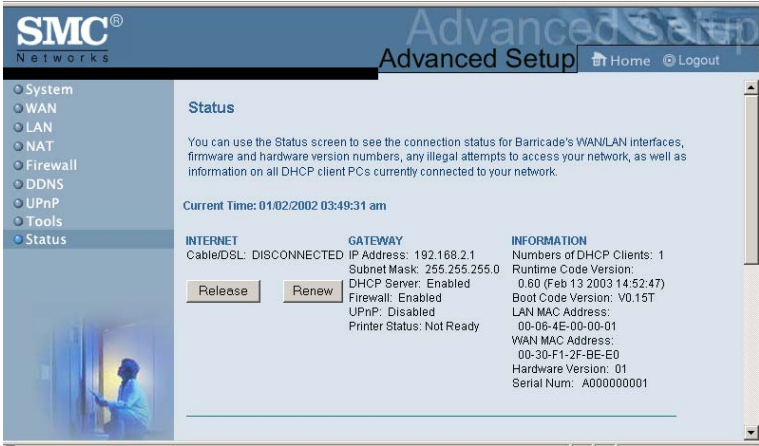 SMC®
Networks
Advanced Setup
Advanced Setup
Home
Logout
System
WAN
LAN
NAT
Firewall
DDNS
UPnP
Tools
Status
Status
You can use the Status screen to see the connection status for Barricade's WAN/LAN interfaces,
firmware and hardware version numbers, any illegal attempts to access your network, as well as
information on all DHCP client PCs currently connected to your network.
Current Time: 01/02/2002 03:49:31 am
INTERNET
Cable/DSL: DISCONNECTED
Release
Renew
GATEWAY
IP Address: 192.168.2.1
Subnet Mask: 255.255.255.0
DHCP Server: Enabled
Firewall: Enabled
UPnP: Disabled
Printer Status: Not Ready
INFORMATION
Numbers of DHCP Clients: 1
Runtime Code Version:
0.60 (Feb 13 2003 14:52:47)
Boot Code Version: V0.15T
LAN MAC Address:
00-06-4E-00-00-01
WAN MAC Address:
00-30-F1-2F-BE-E0
Hardware Version: 01
Serial Num: A000000001